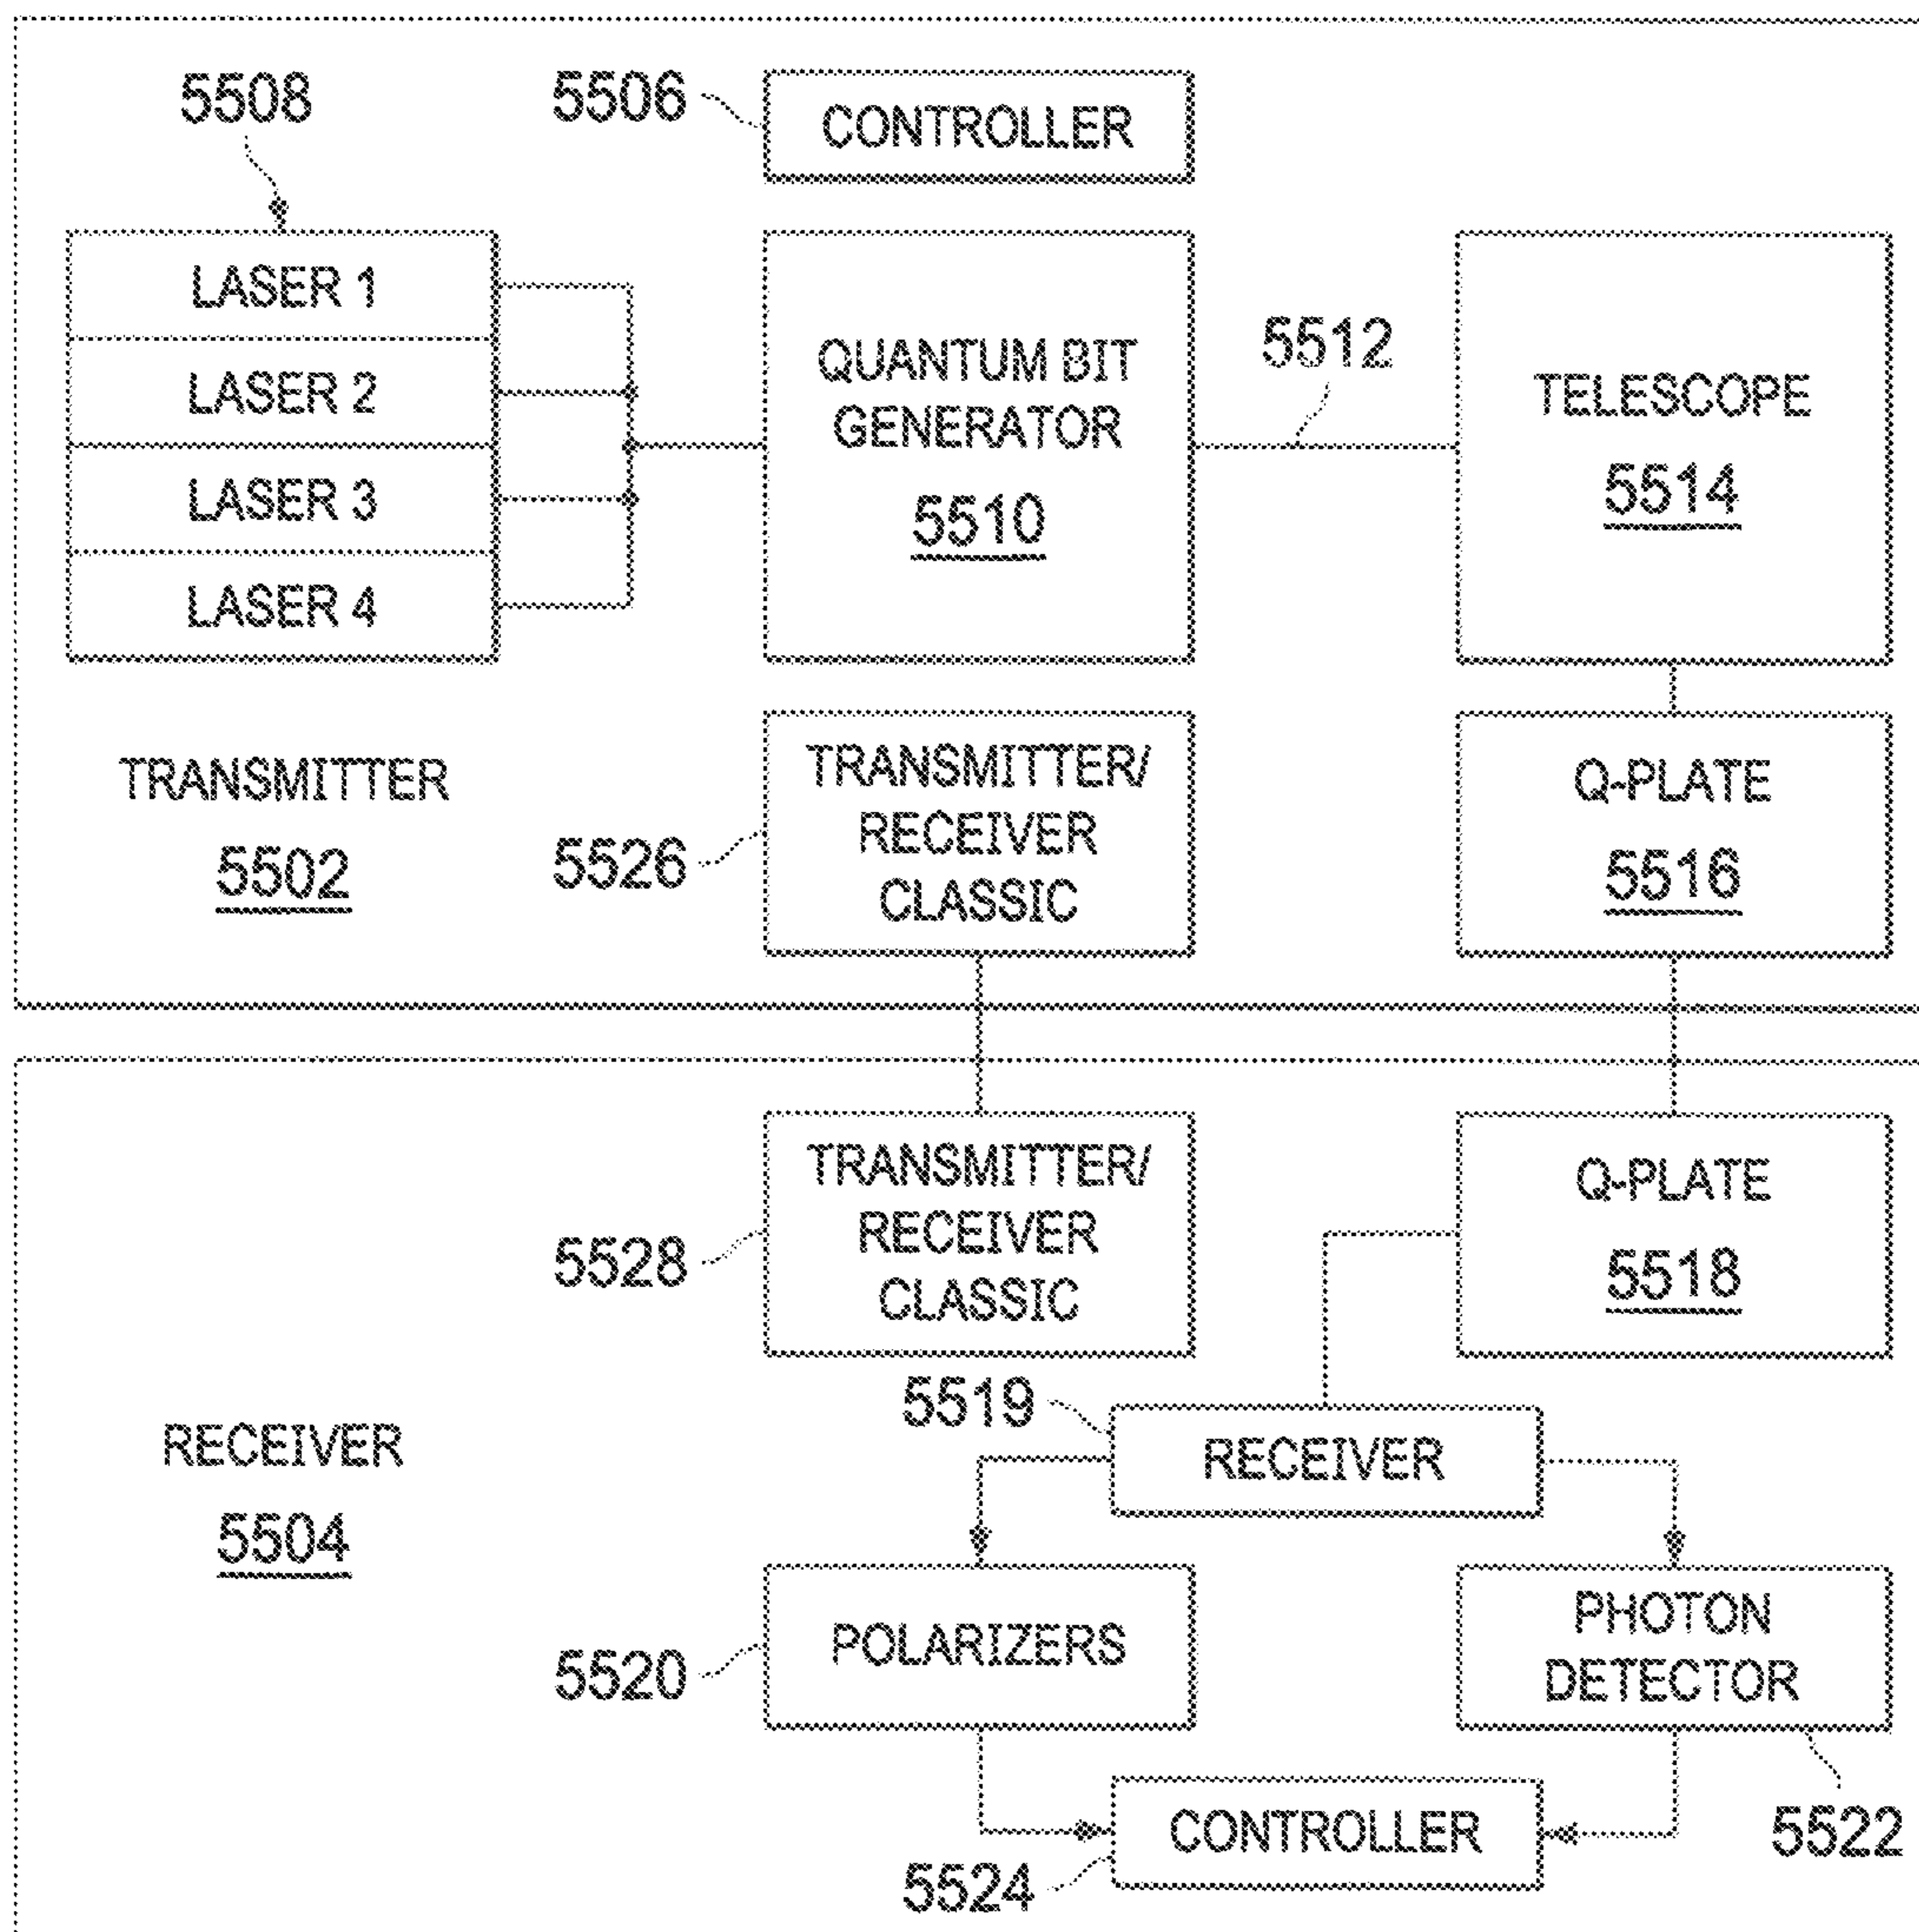 5508
5506
CONTROLLER
LASER 1
LASER 2
LASER 3
LASER 4
QUANTUM BIT
GENERATOR
5510
5512
TELESCOPE
5514
TRANSMITTER
5502
5526
TRANSMITTER/
RECEIVER
CLASSIC
Q-PLATE
5516
5528
TRANSMITTER/
RECEIVER
CLASSIC
Q-PLATE
5518
RECEIVER
5504
5519
RECEIVER
5520
POLARIZERS
PHOTON
DETECTOR
5522
5524
CONTROLLER